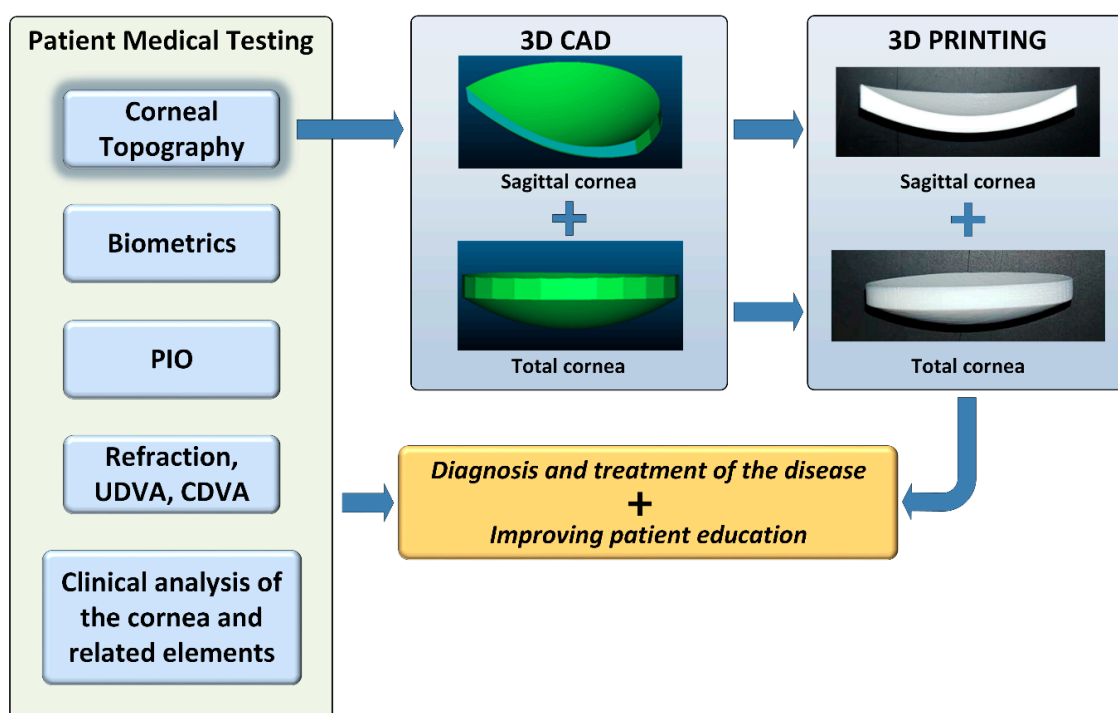 Patient Medical Testing
Corneal
Topography
Biometrics
PIO
Refraction,
UDVA, CDVA
Clinical analysis of
the cornea and
related elements
3D CAD
Sagittal cornea
+
Total cornea
3D PRINTING
Sagittal cornea
+
Total cornea
Diagnosis and treatment of the disease
+
Improving patient education